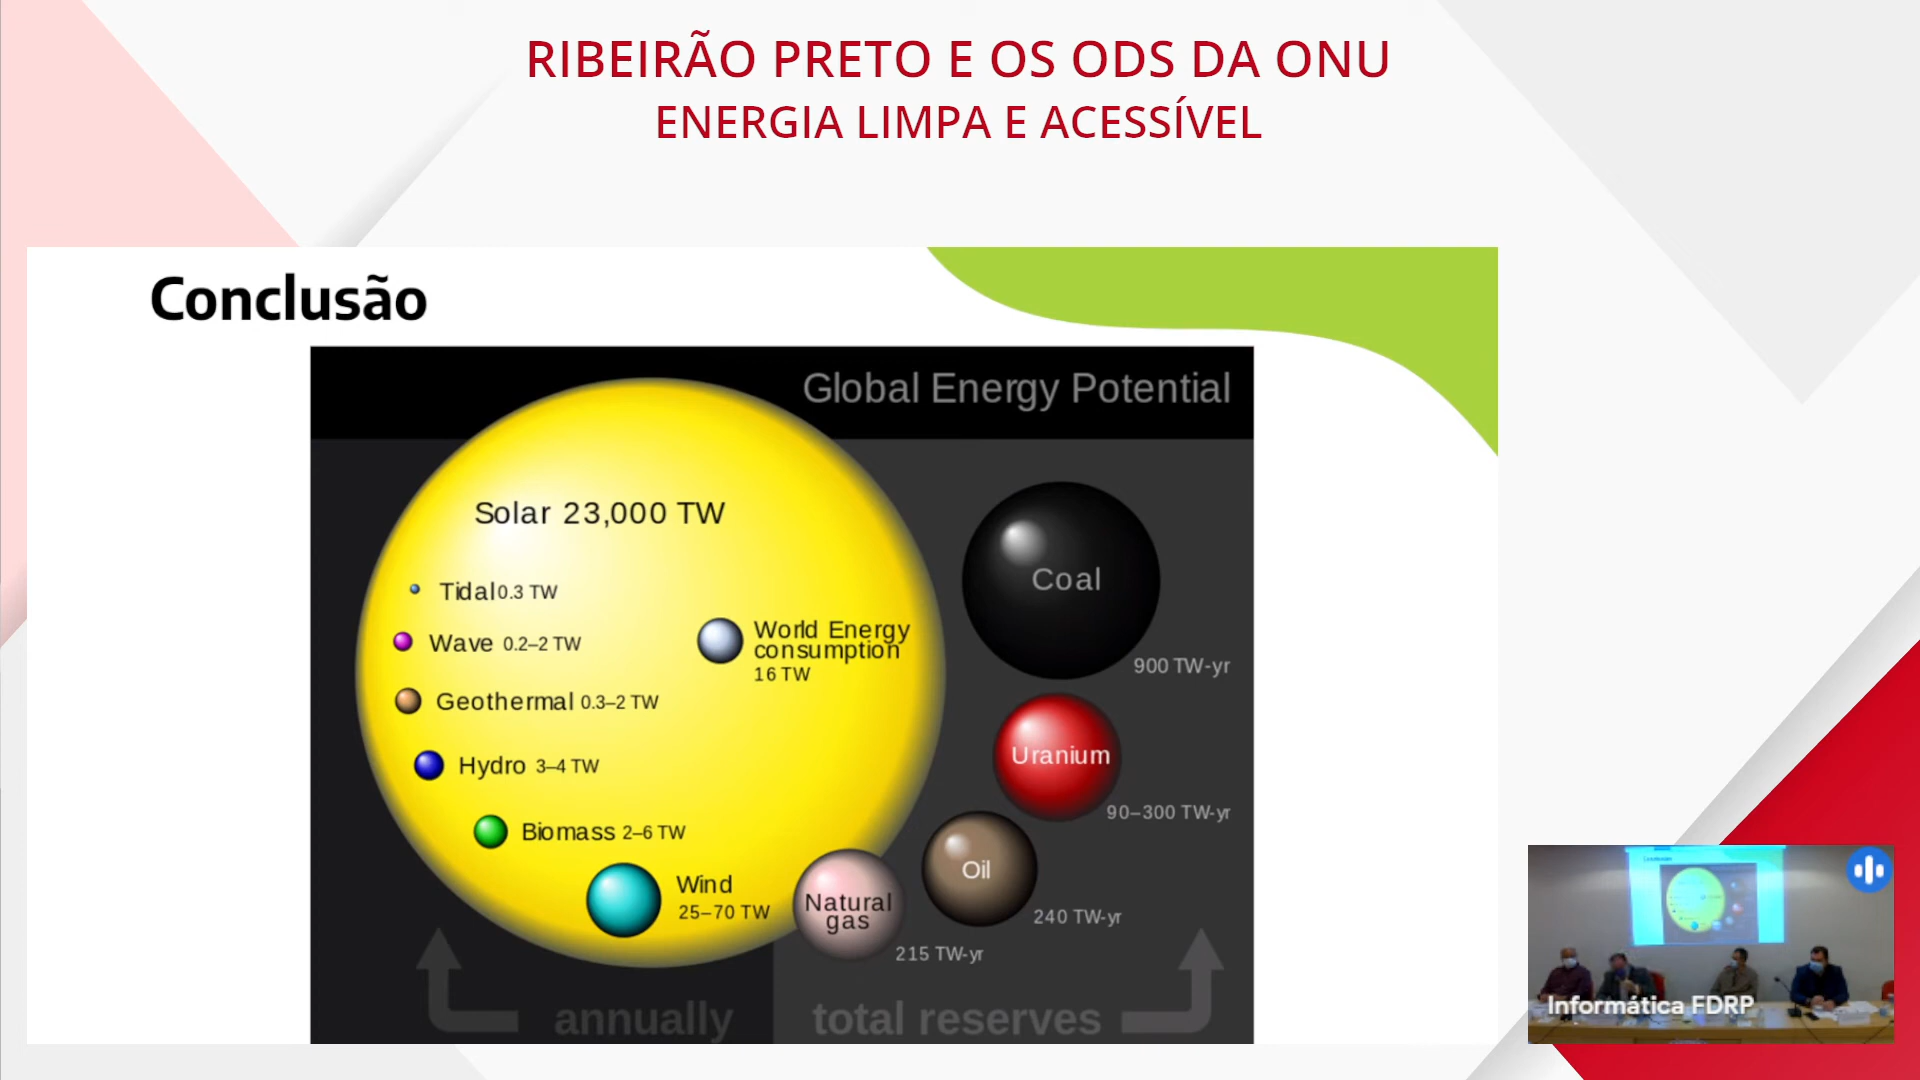 RIBEIRÃO PRETO E OS ODS DA ONU
ENERGIA LIMPA E ACESSÍVEL
Conclusão
Global Energy Potential
Solar 23,000 TW
Tidal 0.3 TW
Wave 0.2–2 TW
Geothermal 0.3–2 TW
Hydro 3–4 TW
Biomass 2–6 TW
Wind
25–70 TW
World Energy
consumption
16 TW
Coal
900 TW-yr
Uranium
90–300 TW-yr
Oil
240 TW-yr
Natural
gas
215 TW-yr
annually
total reserves
Informática FDRP